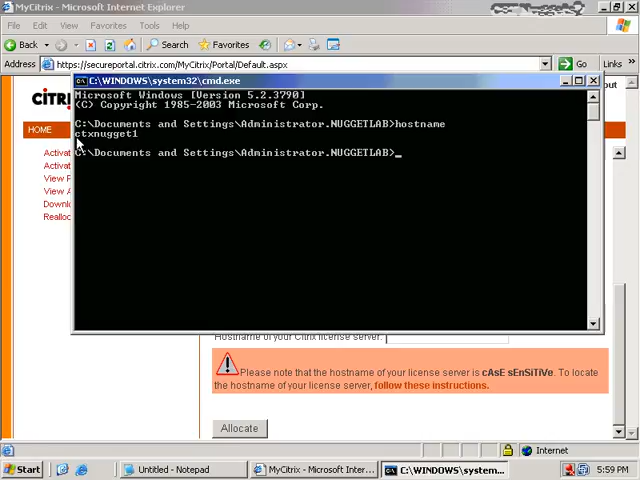 MyCitrix - Microsoft Internet Explorer
File Edit View Favorites Tools Help
Back Search Favorites
Address https://secureportal.citrix.com/MyCitrix/Portal/Default.aspx Go Links »
C:\WINDOWS\system32\cmd.exe
Microsoft Windows [Version 5.2.3790]
(C) Copyright 1985-2003 Microsoft Corp.
C:\Documents and Settings\Administrator.NUGGETLAB>hostname
ctxnugget1
C:\Documents and Settings\Administrator.NUGGETLAB>_
HOME
Activat
Activat
View P
View A
Downl
Realloc
Hostname of your Citrix license server:
Please note that the hostname of your license server is cAsE sEnSiTiVe. To locate
the hostname of your license server, follow these instructions.
Allocate
Internet
Start Untitled - Notepad MyCitrix - Microsoft Inter... C:\WINDOWS\system... 5:59 PM